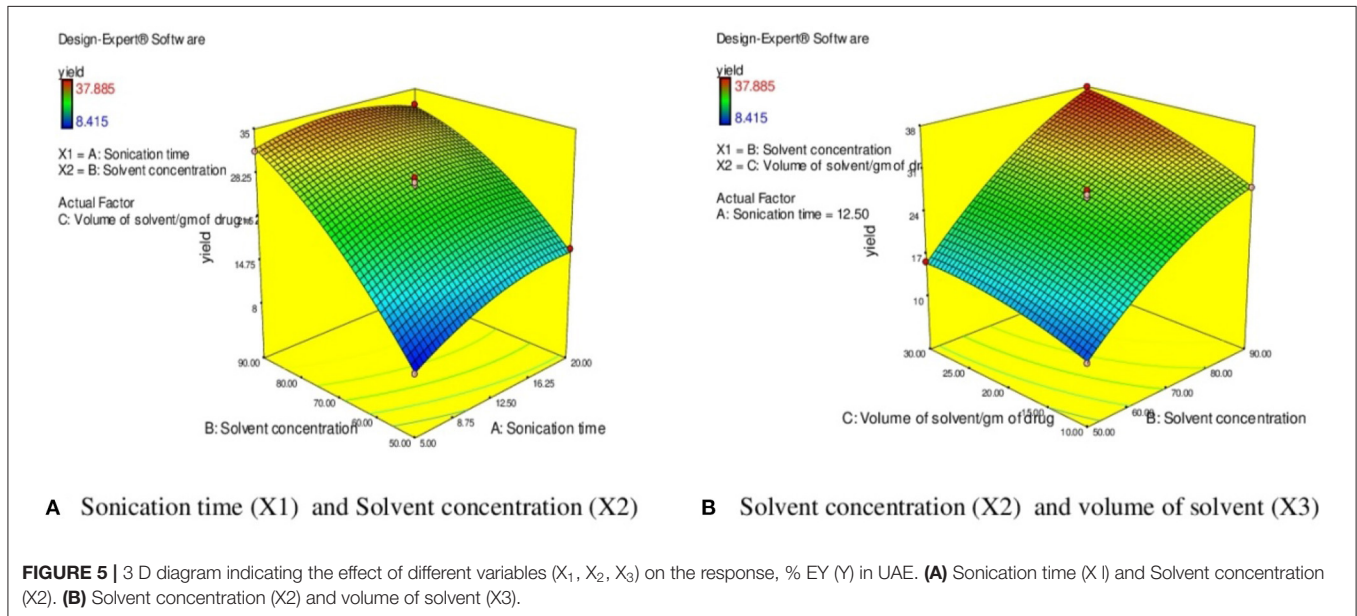 Design-Expert® Software
yield
37.885
8.415
X1 = A: Sonication time
X2 = B: Solvent concentration
Actual Factor
C: Volume of solvent/gm of drug
35
28.25
14.75
8
yield
90.00
80.00
70.00
60.00
50.00
5.00
8.75
12.50
16.25
20.00
B: Solvent concentration
A: Sonication time
A Sonication time (X1) and Solvent concentration (X2)
Design-Expert® Software
yield
37.885
8.415
X1 = B: Solvent concentration
X2 = C: Volume of solvent/gm of
Actual Factor
A: Sonication time = 12.50
38
31
24
17
10
yield
30.00
25.00
20.00
15.00
10.00
50.00
60.00
70.00
80.00
90.00
C: Volume of solvent/gm of drug
B: Solvent concentration
B Solvent concentration (X2) and volume of solvent (X3)
FIGURE 5 | 3 D diagram indicating the effect of different variables (X1, X2, X3) on the response, % EY (Y) in UAE. (A) Sonication time (X I) and Solvent concentration
(X2). (B) Solvent concentration (X2) and volume of solvent (X3).